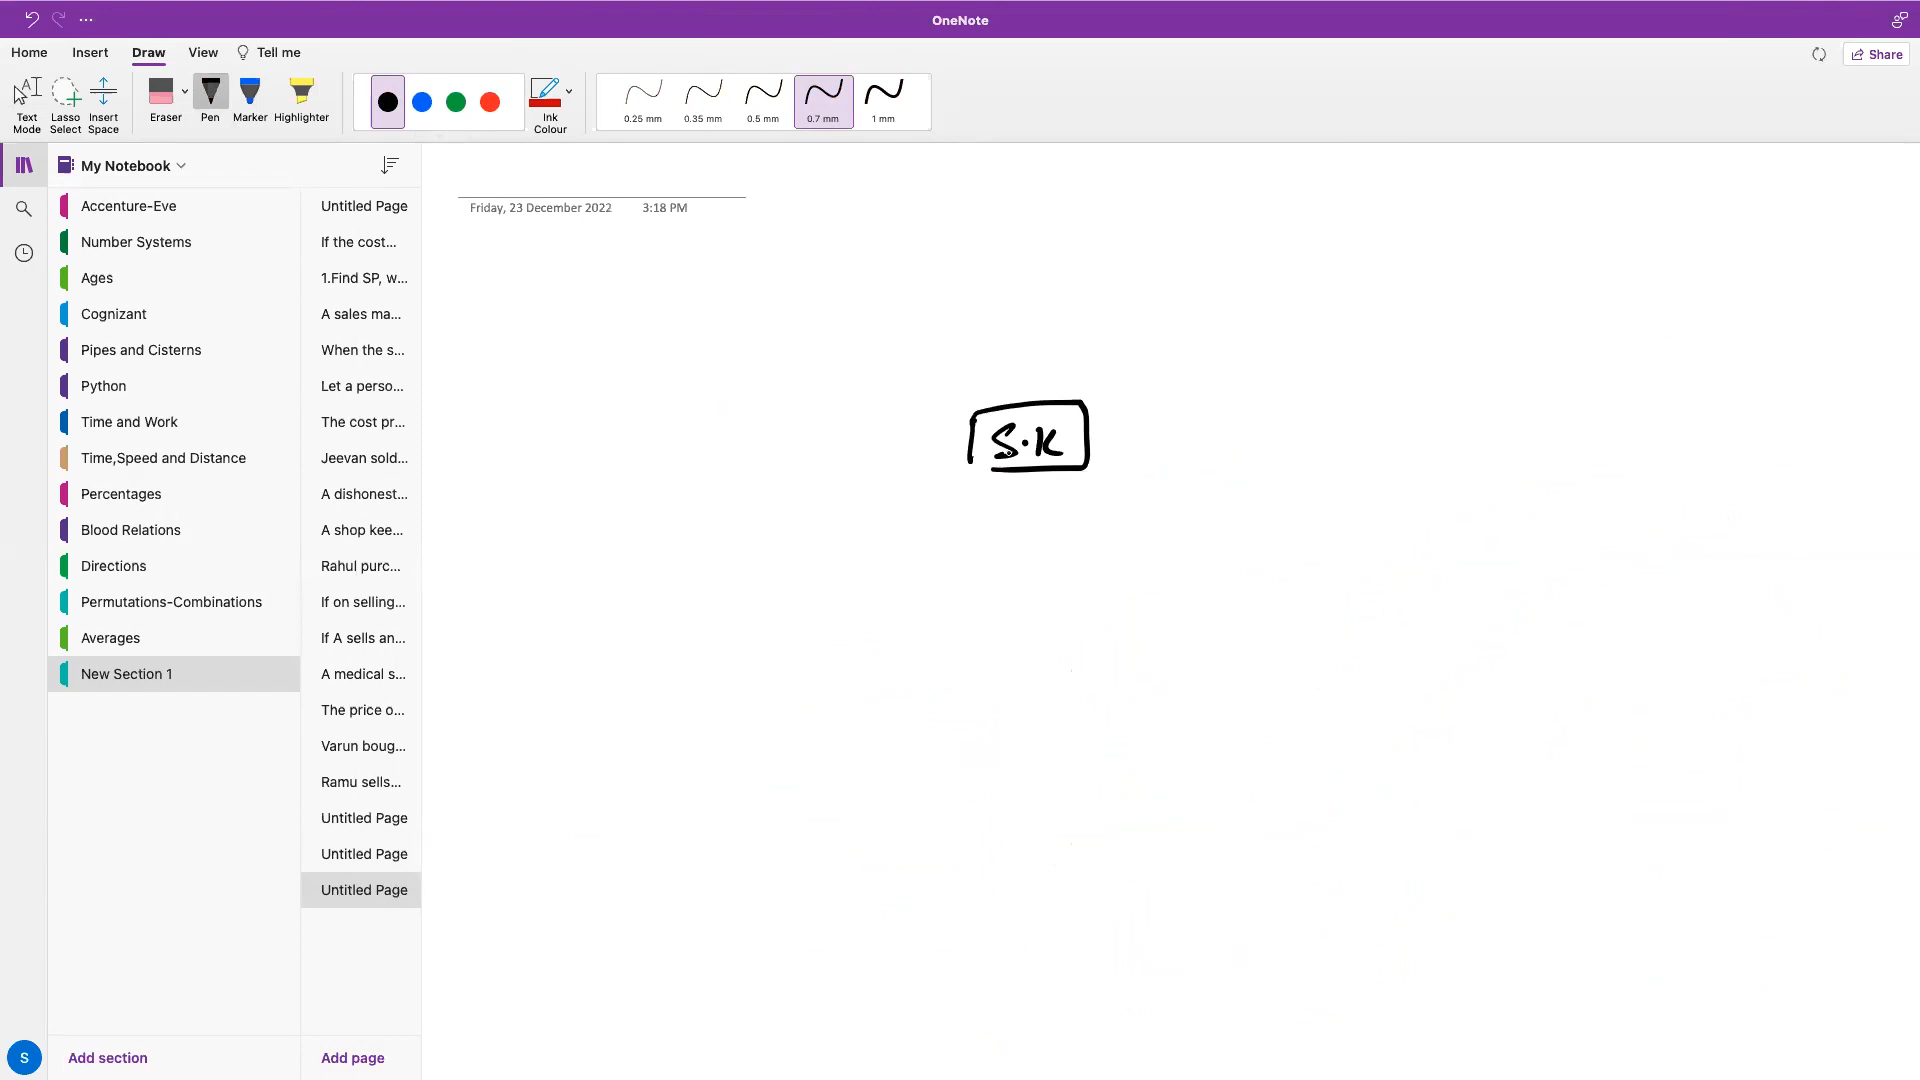 OneNote
Home Insert Draw View Tell me
Share
Text Mode
Lasso Select
Insert Space
Eraser
Pen
Marker
Highlighter
Ink Colour
0.25 mm
0.35 mm
0.5 mm
0.7 mm
1 mm
My Notebook
Accenture-Eve
Number Systems
Ages
Cognizant
Pipes and Cisterns
Python
Time and Work
Time,Speed and Distance
Percentages
Blood Relations
Directions
Permutations-Combinations
Averages
New Section 1
Add section
Untitled Page
If the cost...
1.Find SP, w...
A sales ma...
When the s...
Let a perso...
The cost pr...
Jeevan sold...
A dishonest...
A shop kee...
Rahul purc...
If on selling...
If A sells an...
A medical s...
The price o...
Varun boug...
Ramu sells...
Untitled Page
Untitled Page
Untitled Page
Add page
Friday, 23 December 2022 3:18 PM
S.K
S